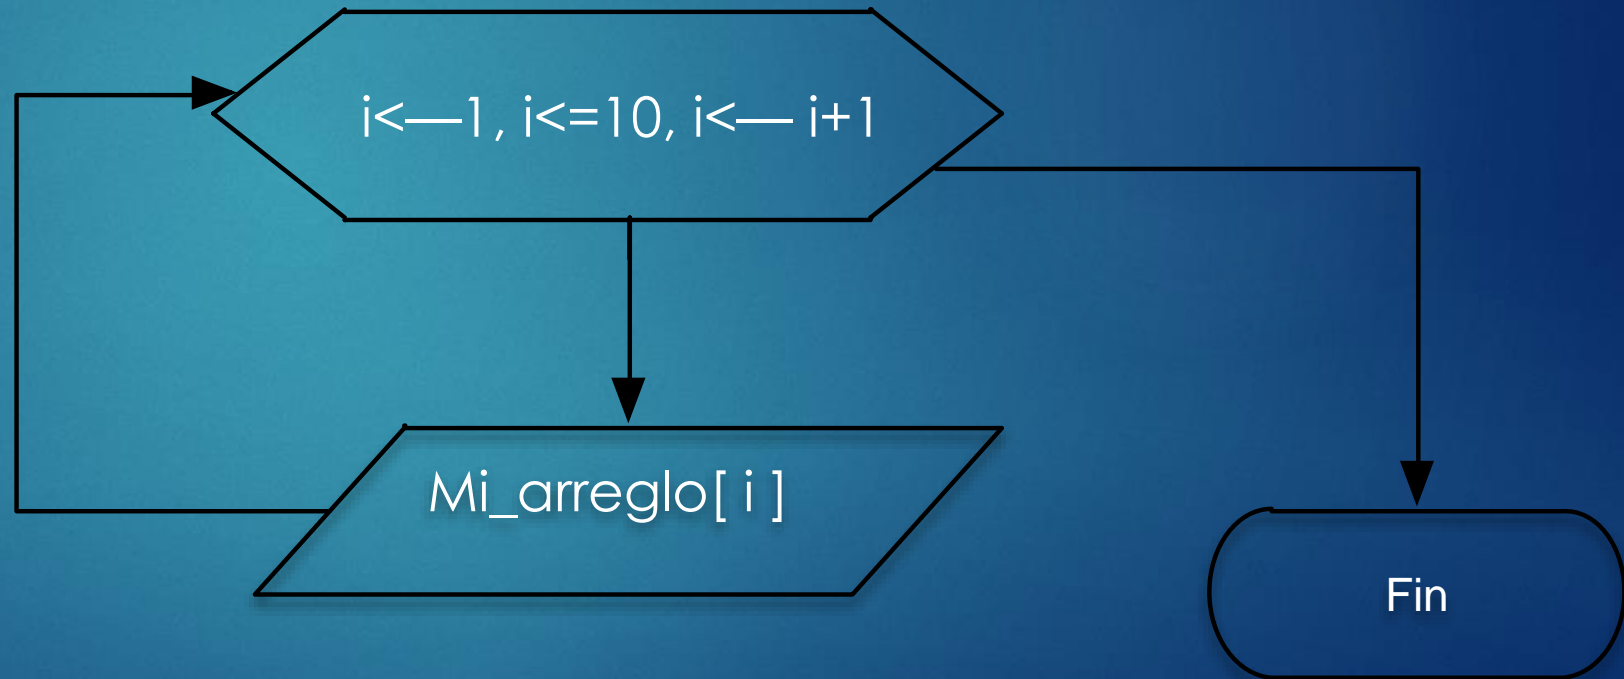 i<—1, i<=10, i<— i+1
Mi_arreglo[ i ]
Fin